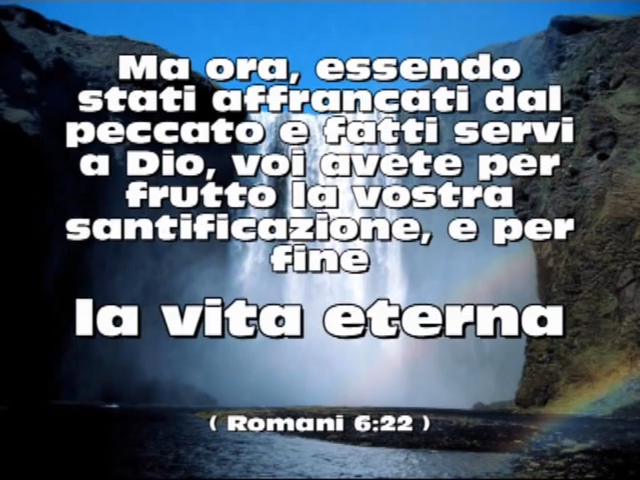 Ma ora, essendo
stati affrancati dal
peccato e fatti servi
a Dio, voi avete per
frutto la vostra
santificazione, e per
fine
la vita eterna
( Romani 6:22 )